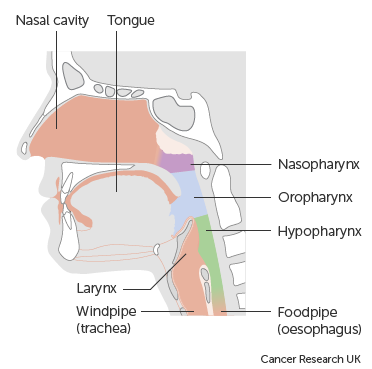 Nasal cavity
Tongue
Nasopharynx
Oropharynx
Hypopharynx
Larynx
Windpipe
(trachea)
Foodpipe
(oesophagus)
Cancer Research UK